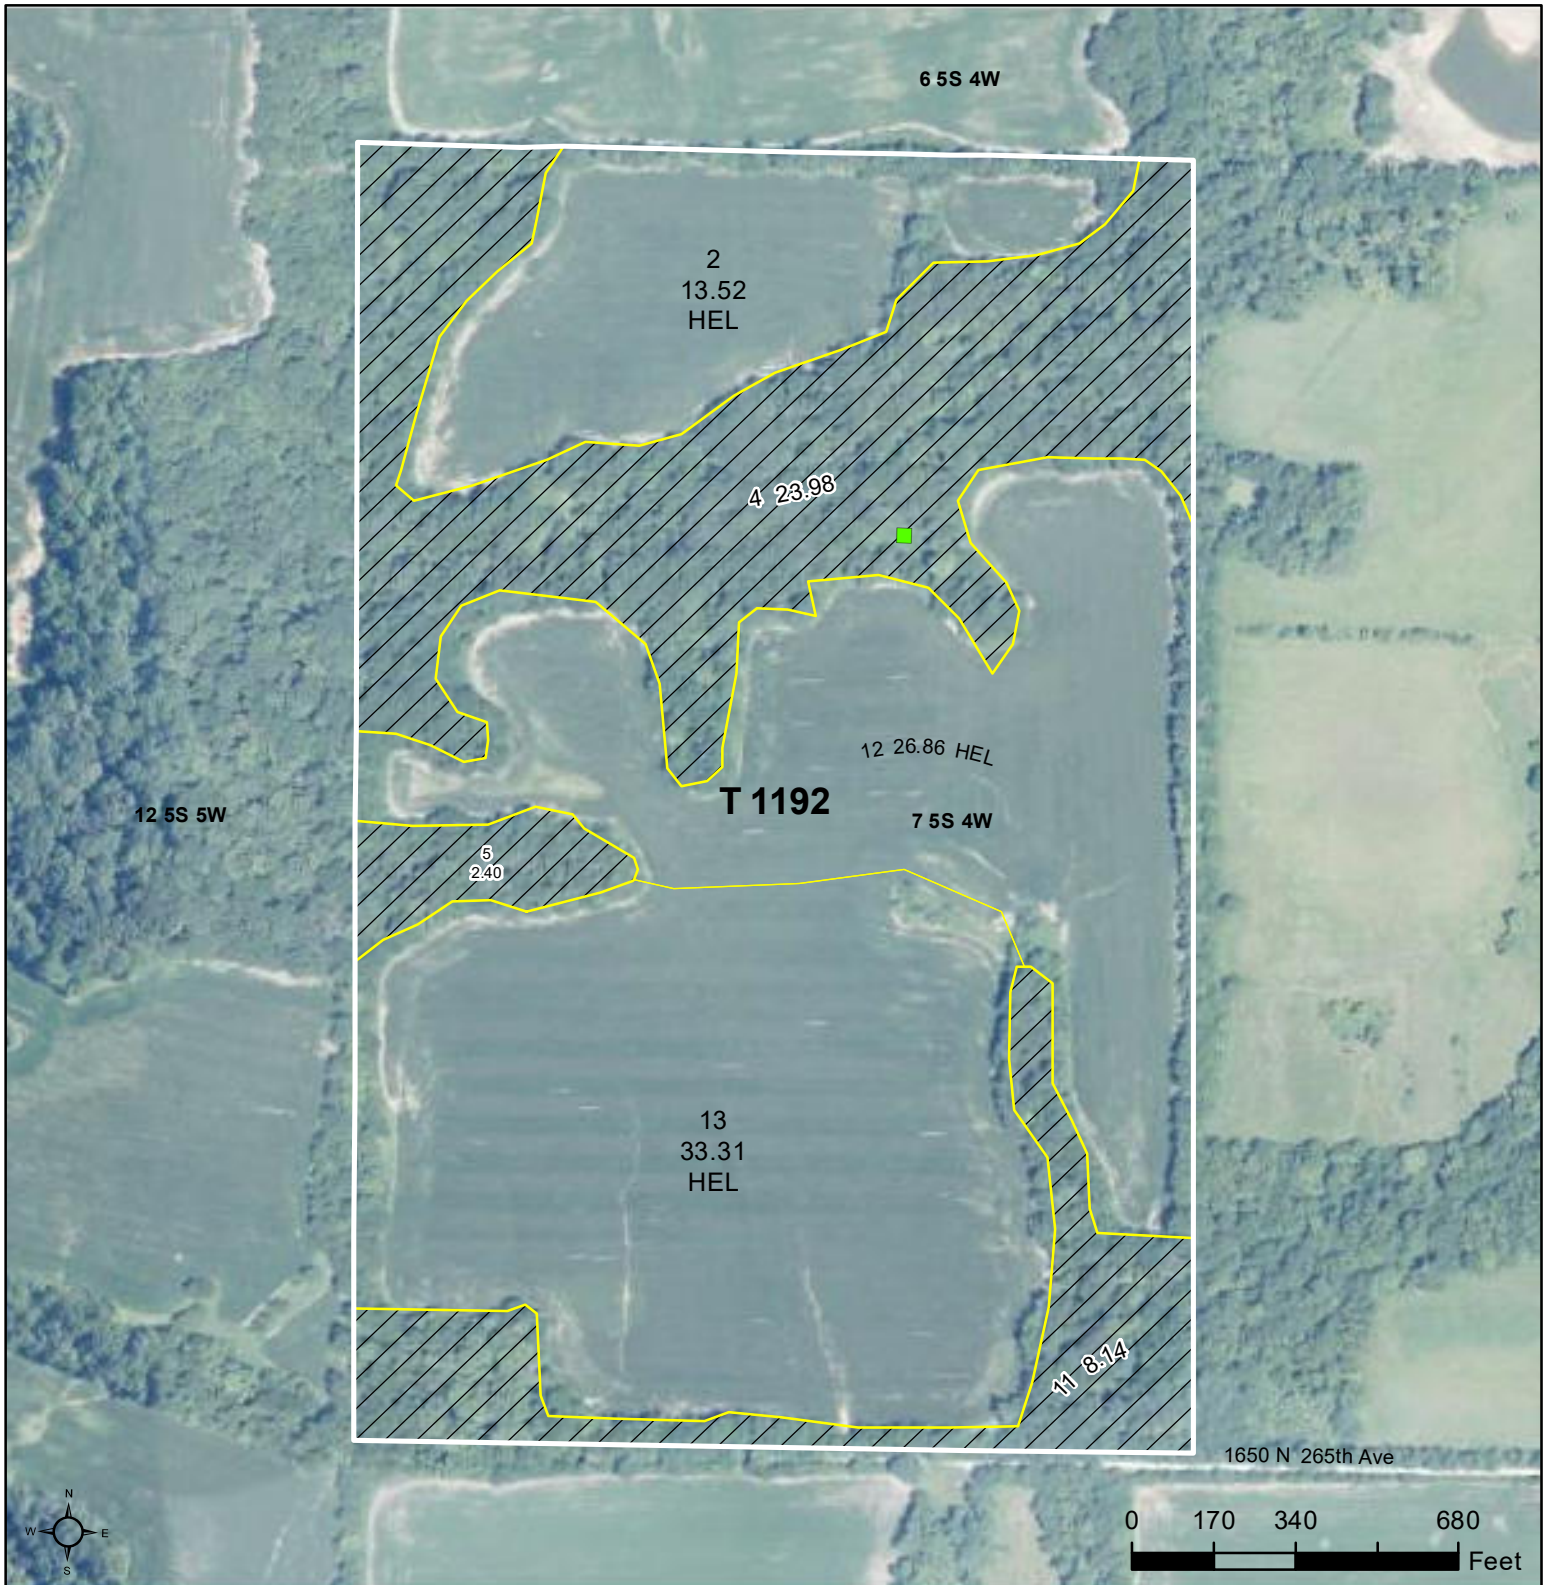 6 5S 4W
2
13.52
HEL
4 23.98
12 26.86 HEL
T 1192
12 5S 5W
7 5S 4W
5
2.40
13
33.31
HEL
11 8.14
1650 N 265th Ave
N
W E
S
0 170 340 680
Feet